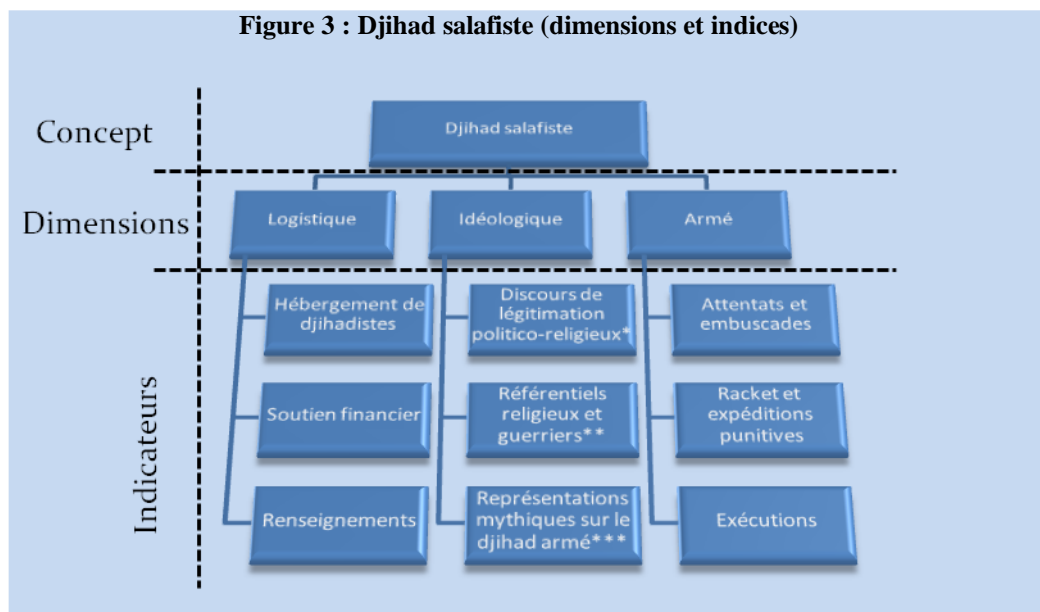 Figure 3 : Djihad salafiste (dimensions et indices)
Concept
Djihad salafiste
Dimensions
Logistique
Idéologique
Armé
Indicateurs
Hébergement de
djihadistes
Discours de
légitimation
politico-religieux*
Attentats et
embuscades
Soutien financier
Référentiels
religieux et
guerriers**
Racket et
expéditions
punitives
Renseignements
Représentations
mythiques sur le
djihad armé***
Exécutions